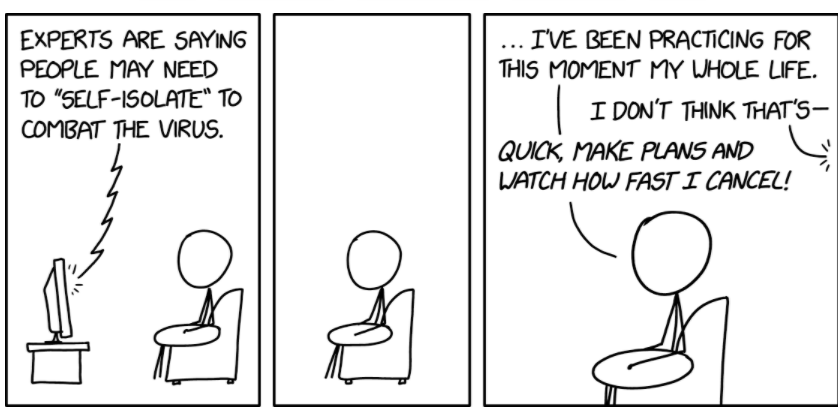 EXPERTS ARE SAYING
PEOPLE MAY NEED
TO "SELF-ISOLATE" TO
COMBAT THE VIRUS.
... I'VE BEEN PRACTICING FOR
THIS MOMENT MY WHOLE LIFE.
I DON'T THINK THAT'S—
QUICK, MAKE PLANS AND
WATCH HOW FAST I CANCEL!